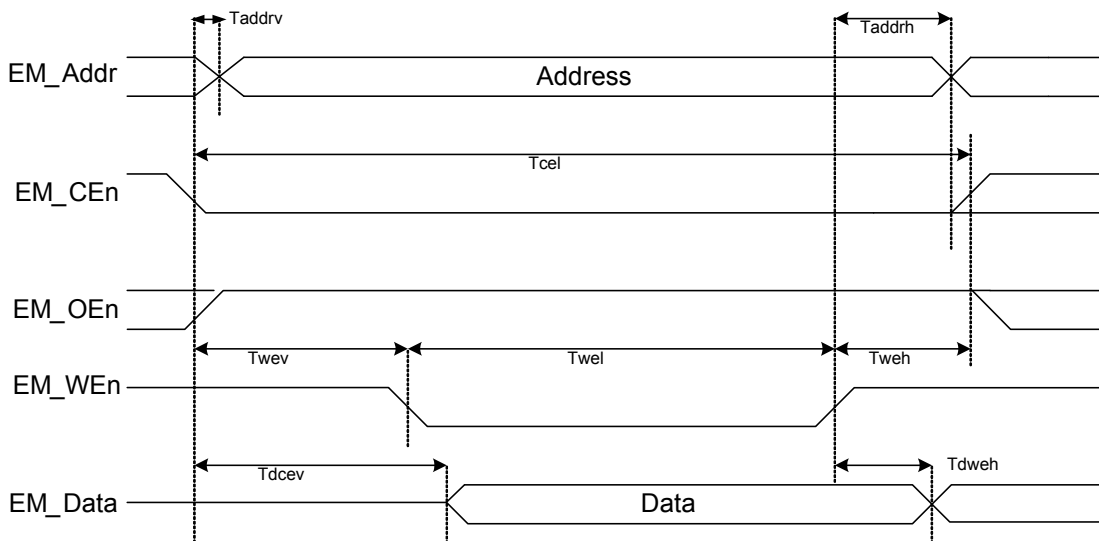 Taddrv
Taddrh
EM_Addr
Address
Tcel
EM_CEn
EM_OEn
Twev
Twel
Tweh
EM_WEn
Tdcev
Tdweh
EM_Data
Data